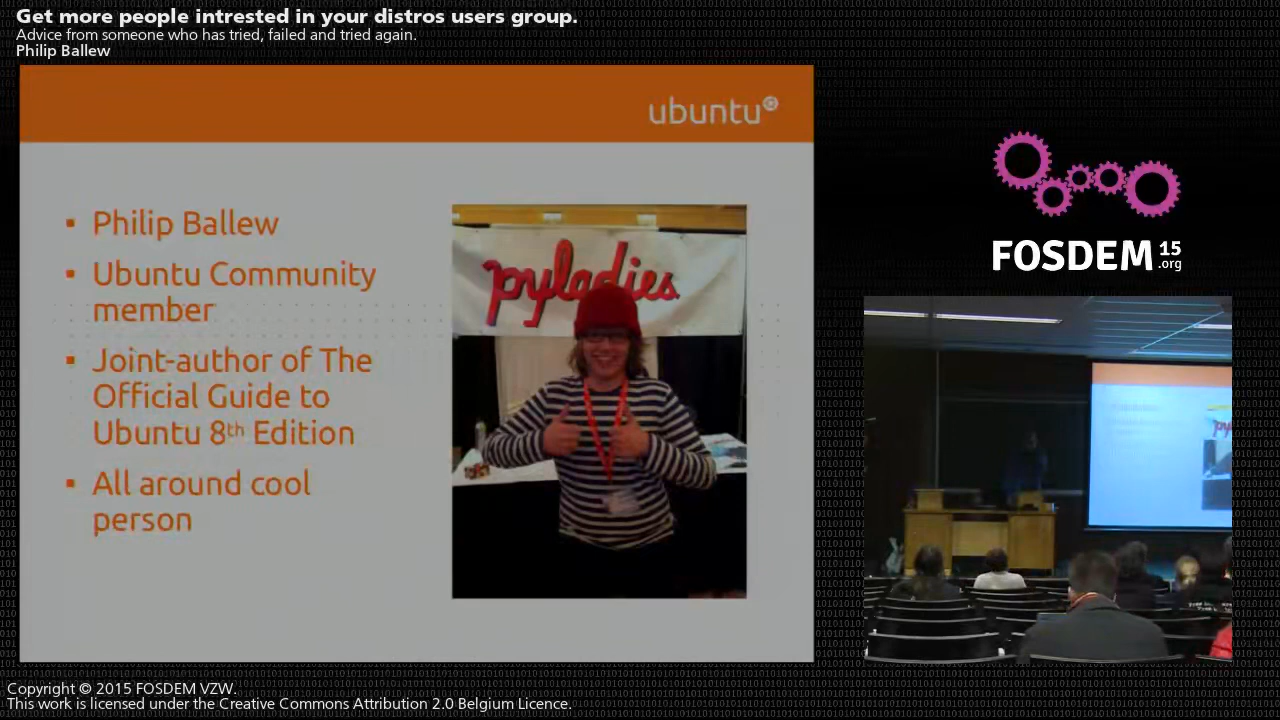 Get more people intrested in your distros users group.
Advice from someone who has tried, failed and tried again.
Philip Ballew
ubuntu®
Philip Ballew
Ubuntu Community
member
Joint-author of The
Official Guide to
Ubuntu 8th Edition
All around cool
person
pyladies
FOSDEM 15
.org
Copyright © 2015 FOSDEM VZW.
This work is licensed under the Creative Commons Attribution 2.0 Belgium Licence.